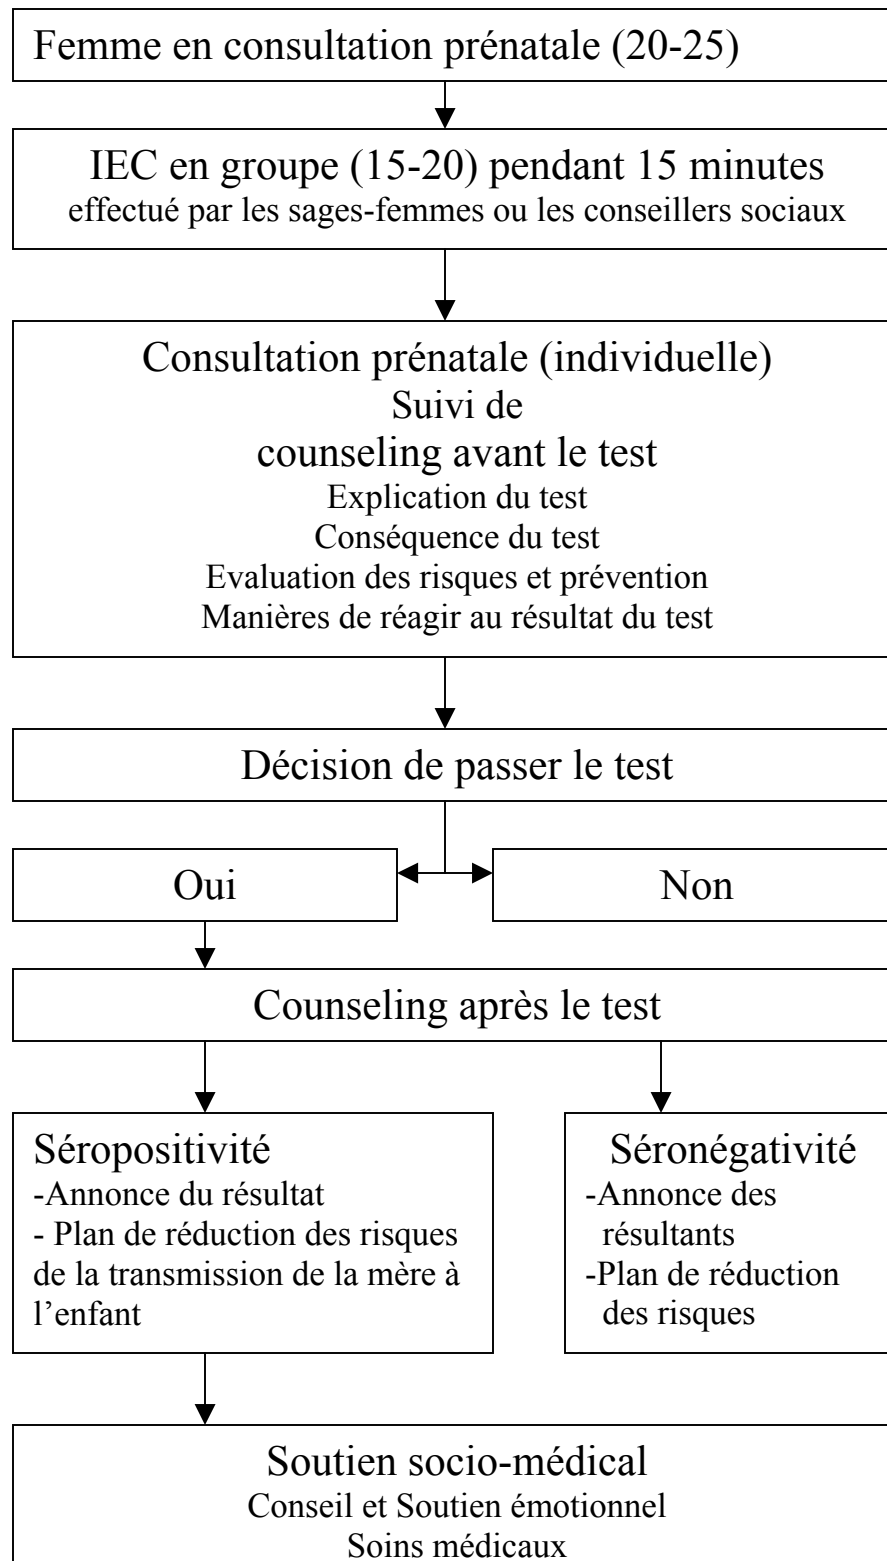 Femme en consultation prénatale (20-25)
IEC en groupe (15-20) pendant 15 minutes
effectué par les sages-femmes ou les conseillers sociaux
Consultation prénatale (individuelle)
Suivi de
counseling avant le test
Explication du test
Conséquence du test
Evaluation des risques et prévention
Manières de réagir au résultat du test
Décision de passer le test
Oui
Non
Counseling après le test
Séropositivité
-Annonce du résultat
- Plan de réduction des risques
de la transmission de la mère à
l’enfant
Séronégativité
-Annonce des
résultants
-Plan de réduction
des risques
Soutien socio-médical
Conseil et Soutien émotionnel
Soins médicaux